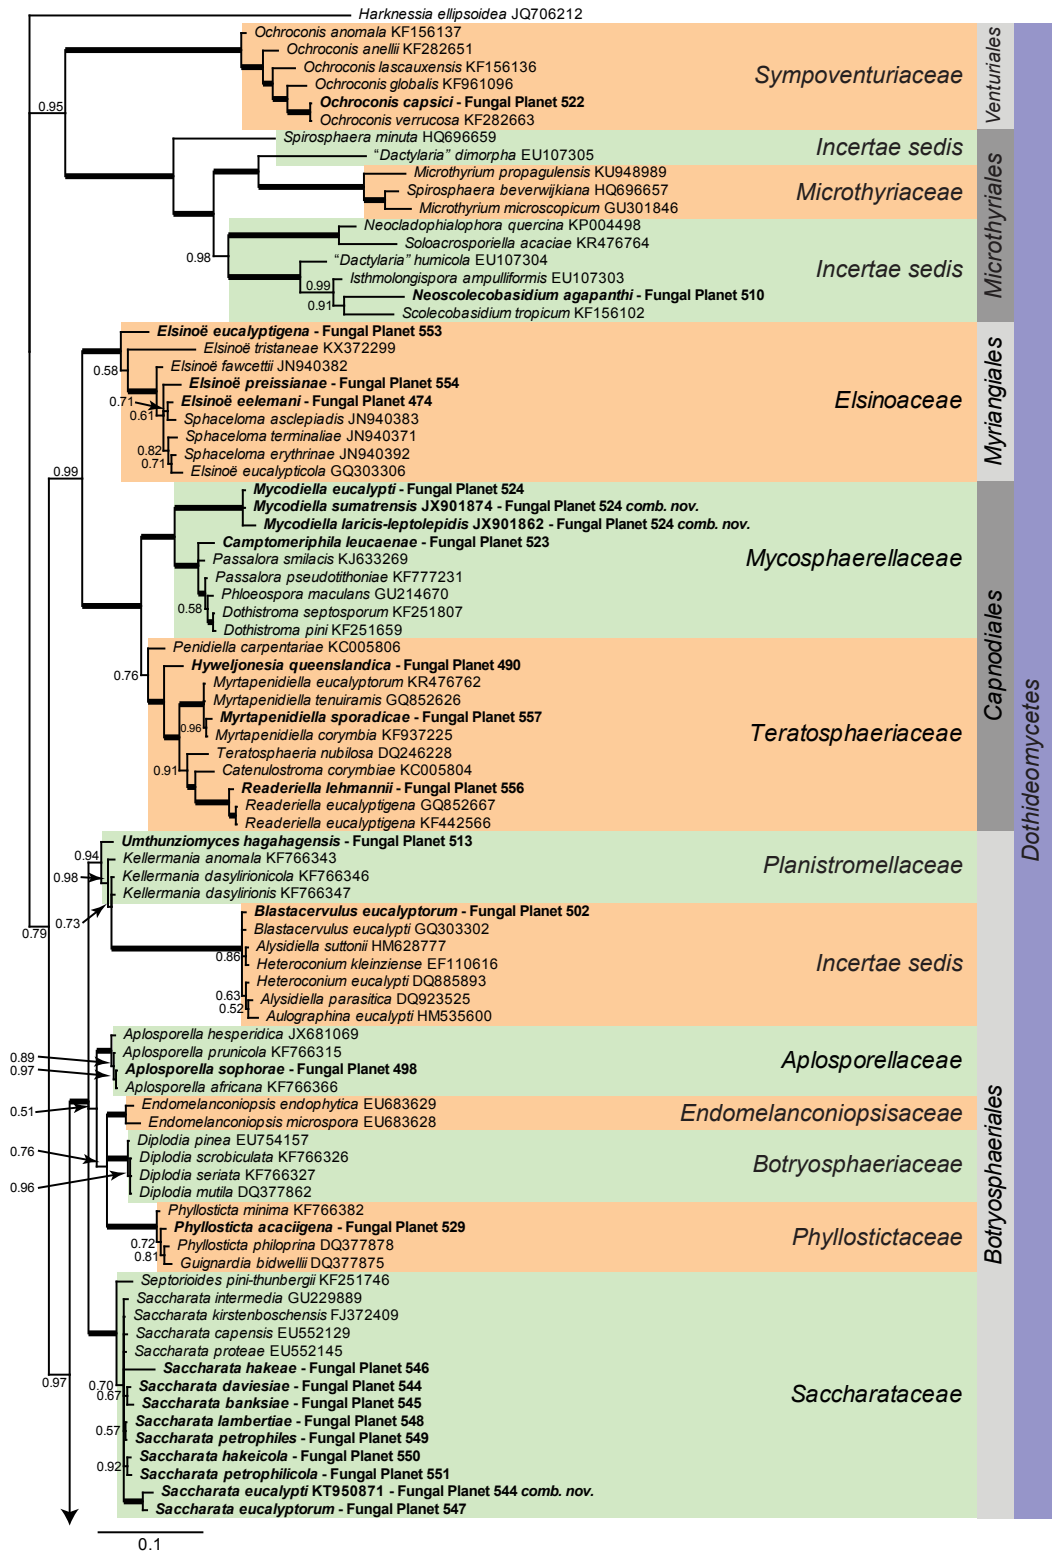 Harknessia ellipsoidea JQ706212
Ochroconis anomala KF156137
Ochroconis anellii KF282651
Ochroconis lascauxensis KF156136
Ochroconis globalis KF961096
Ochroconis capsici - Fungal Planet 522
Ochroconis verrucosa KF282663
Sympoventuriaceae
Venturiales
0.95
Spirosphaera minuta HQ696659
"Dactylaria" dimorpha EU107305
Incertae sedis
Microthyrium propagulensis KU948989
Spirosphaera beverwijkiana HQ696657
Microthyrium microscopicum GU301846
Microthyriaceae
Neocladophialophora quercina KP004498
Soloacrosporiella acaciae KR476764
"Dactylaria" humicola EU107304
Isthmolongispora ampulliformis EU107303
Neoscolecobasidium agapanthi - Fungal Planet 510
Scolecobasidium tropicum KF156102
Incertae sedis
Microthyriales
0.98
0.99
0.91
Elsinoë eucalyptigena - Fungal Planet 553
Elsinoë tristaneae KX372299
Elsinoë fawcettii JN940382
Elsinoë preissianae - Fungal Planet 554
Elsinoë eelemani - Fungal Planet 474
Sphaceloma asclepiadis JN940383
Sphaceloma terminaliae JN940371
Sphaceloma erythrinae JN940392
Elsinoë eucalypticola GQ303306
Elsinoaceae
Myriangiales
0.58
0.71
0.61
0.82
0.71
0.99
Mycodiella eucalypti - Fungal Planet 524
Mycodiella sumatrensis JX901874 - Fungal Planet 524 comb. nov.
Mycodiella laricis-leptolepidis JX901862 - Fungal Planet 524 comb. nov.
Camptomeriphila leucaenae - Fungal Planet 523
Passalora smilacis KJ633269
Passalora pseudotithoniae KF777231
Phloeospora maculans GU214670
Dothistroma septosporum KF251807
Dothistroma pini KF251659
Mycosphaerellaceae
0.58
Penidiella carpentariae KC005806
Hyweljonesia queenslandica - Fungal Planet 490
Myrtapenidiella eucalyptorum KR476762
Myrtapenidiella tenuiramis GQ852626
Myrtapenidiella sporadicae - Fungal Planet 557
Myrtapenidiella corymbia KF937225
Teratosphaeria nubilosa DQ246228
Catenulostroma corymbiae KC005804
Readeriella lehmannii - Fungal Planet 556
Readeriella eucalyptigena GQ852667
Readeriella eucalyptigena KF442566
Teratosphaeriaceae
Capnodiales
0.76
0.96
0.91
Dothideomycetes
Umthunziomyces hagahagensis - Fungal Planet 513
Kellermania anomala KF766343
Kellermania dasylirionicola KF766346
Kellermania dasylirionis KF766347
Planistromellaceae
0.94
0.98
0.73
0.79
Blastacervulus eucalyptorum - Fungal Planet 502
Blastacervulus eucalypti GQ303302
Alysidiella suttonii HM628777
Heteroconium kleinziense EF110616
Heteroconium eucalypti DQ885893
Alysidiella parasitica DQ923525
Aulographina eucalypti HM535600
Incertae sedis
0.86
0.63
0.52
Aplosporella hesperidica JX681069
Aplosporella prunicola KF766315
Aplosporella sophorae - Fungal Planet 498
Aplosporella africana KF766366
Aplosporellaceae
0.89
0.97
Endomelanconiopsis endophytica EU683629
Endomelanconiopsis microspora EU683628
Endomelanconiopsisaceae
0.51
Diplodia pinea EU754157
Diplodia scrobiculata KF766326
Diplodia seriata KF766327
Diplodia mutila DQ377862
Botryosphaeriaceae
0.76
0.96
Phyllosticta minima KF766382
Phyllosticta acaciigena - Fungal Planet 529
Phyllosticta philoprina DQ377878
Guignardia bidwellii DQ377875
Phyllostictaceae
0.72
0.81
Botryosphaeriales
Septorioides pini-thunbergii KF251746
Saccharata intermedia GU229889
Saccharata kirstenboschensis FJ372409
Saccharata capensis EU552129
Saccharata proteae EU552145
Saccharata hakeae - Fungal Planet 546
Saccharata daviesiae - Fungal Planet 544
Saccharata banksiae - Fungal Planet 545
Saccharata lambertiae - Fungal Planet 548
Saccharata petrophiles - Fungal Planet 549
Saccharata hakeicola - Fungal Planet 550
Saccharata petrophilicola - Fungal Planet 551
Saccharata eucalypti KT950871 - Fungal Planet 544 comb. nov.
Saccharata eucalyptorum - Fungal Planet 547
Saccharataceae
0.97
0.70
0.67
0.57
0.92
0.1